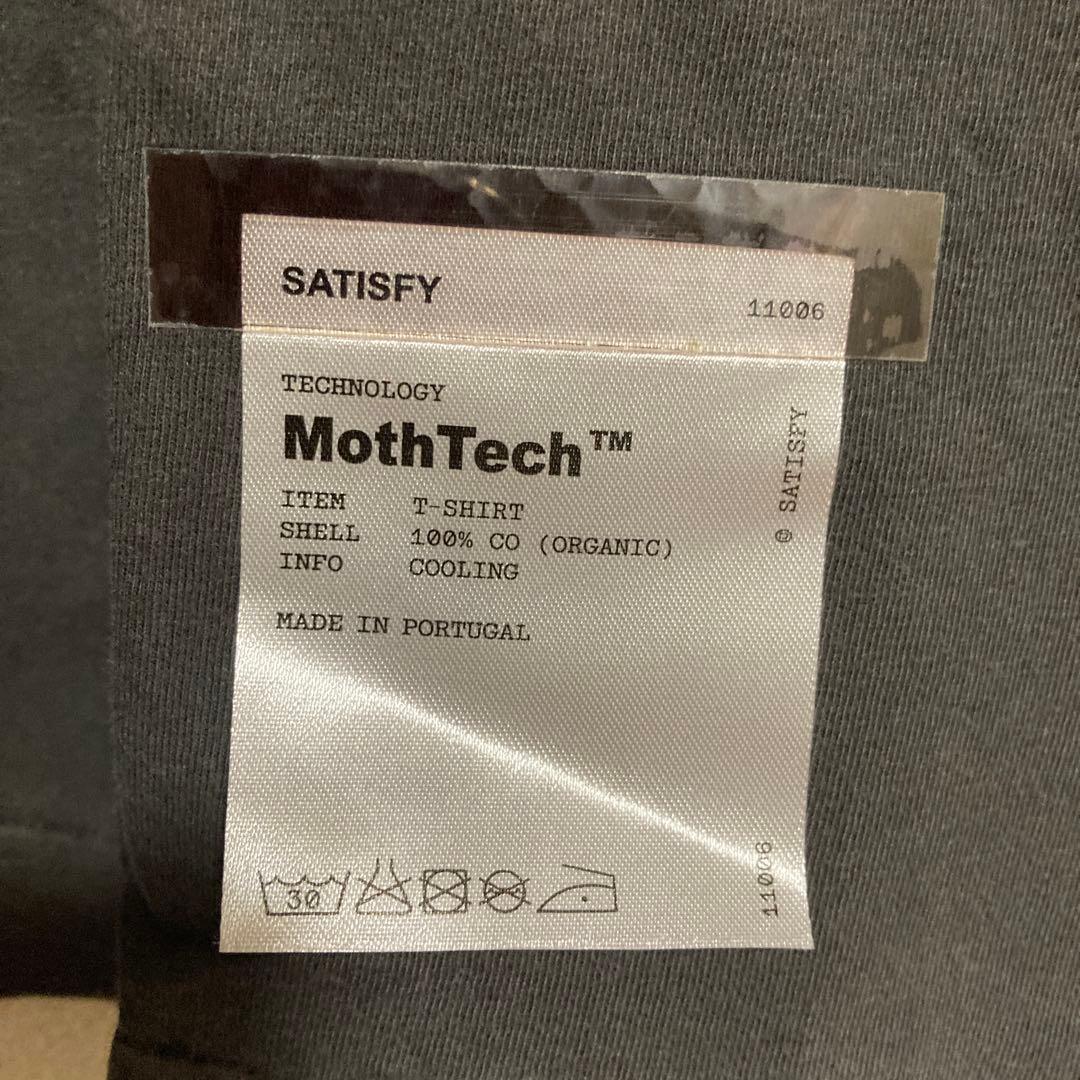 SATISFY
11006
TECHNOLOGY
MothTech™
ITEM T-SHIRT
SHELL 100% CO (ORGANIC)
INFO COOLING
MADE IN PORTUGAL
© SATISFY
30
11006